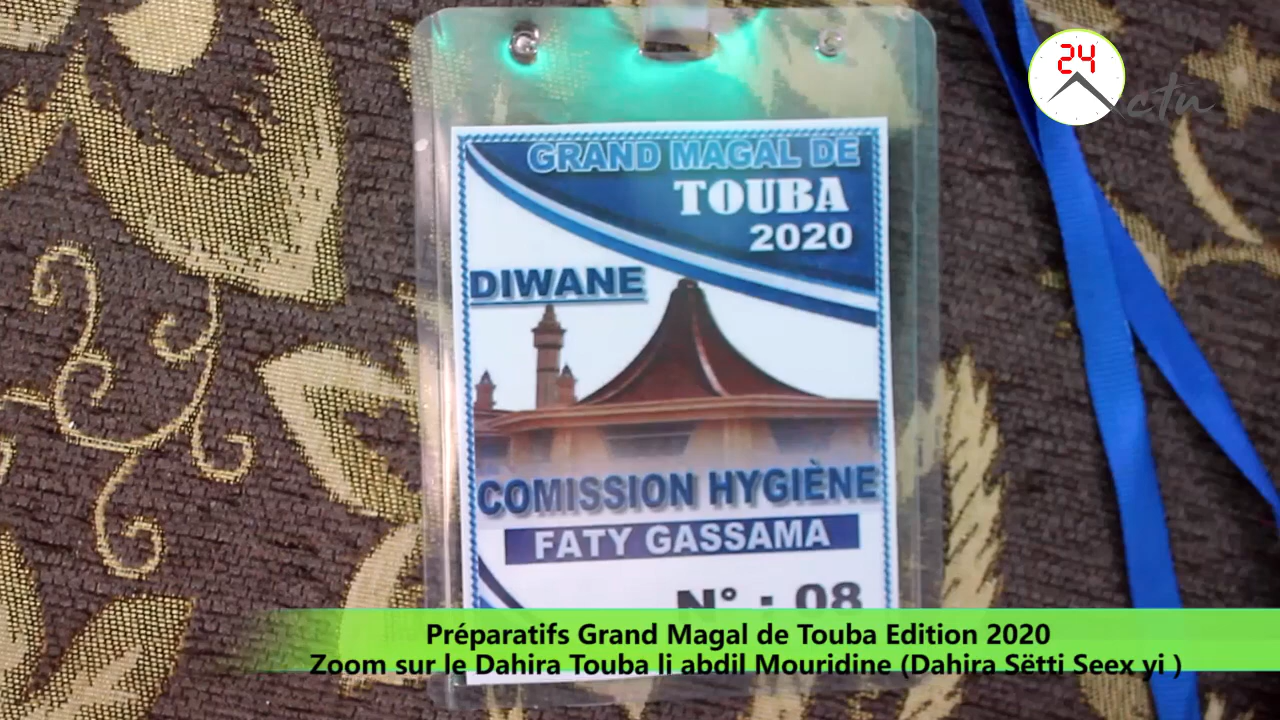 24
Actu
GRAND MAGAL DE
TOUBA
2020
DIWANE
COMISSION HYGIÈNE
FATY GASSAMA
N° : 08
Préparatifs Grand Magal de Touba Edition 2020
Zoom sur le Dahira Touba li abdil Mouridine (Dahira Sëtti Seex yi )